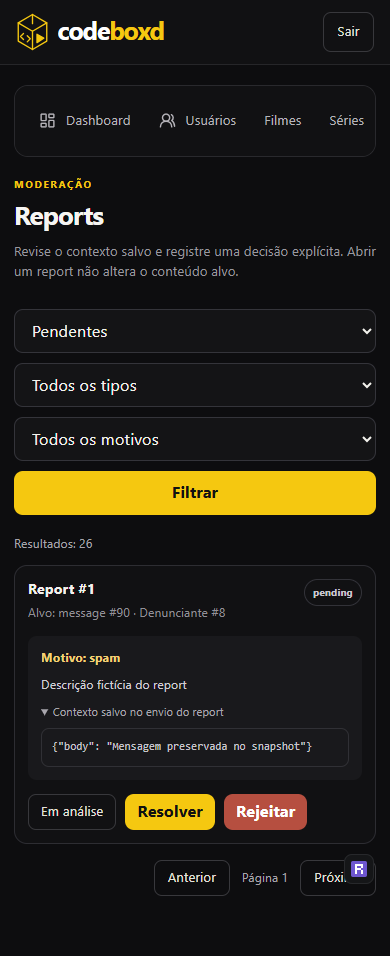 codeboxd
Sair
Dashboard
Usuários
Filmes
Séries
MODERAÇÃO
Reports
Revise o contexto salvo e registre uma decisão explícita. Abrir
um report não altera o conteúdo alvo.
Pendentes
Todos os tipos
Todos os motivos
Filtrar
Resultados: 26
Report #1
pending
Alvo: message #90 · Denunciante #8
Motivo: spam
Descrição fictícia do report
▼ Contexto salvo no envio do report
{"body": "Mensagem preservada no snapshot"}
Em análise
Resolver
Rejeitar
Anterior
Página 1